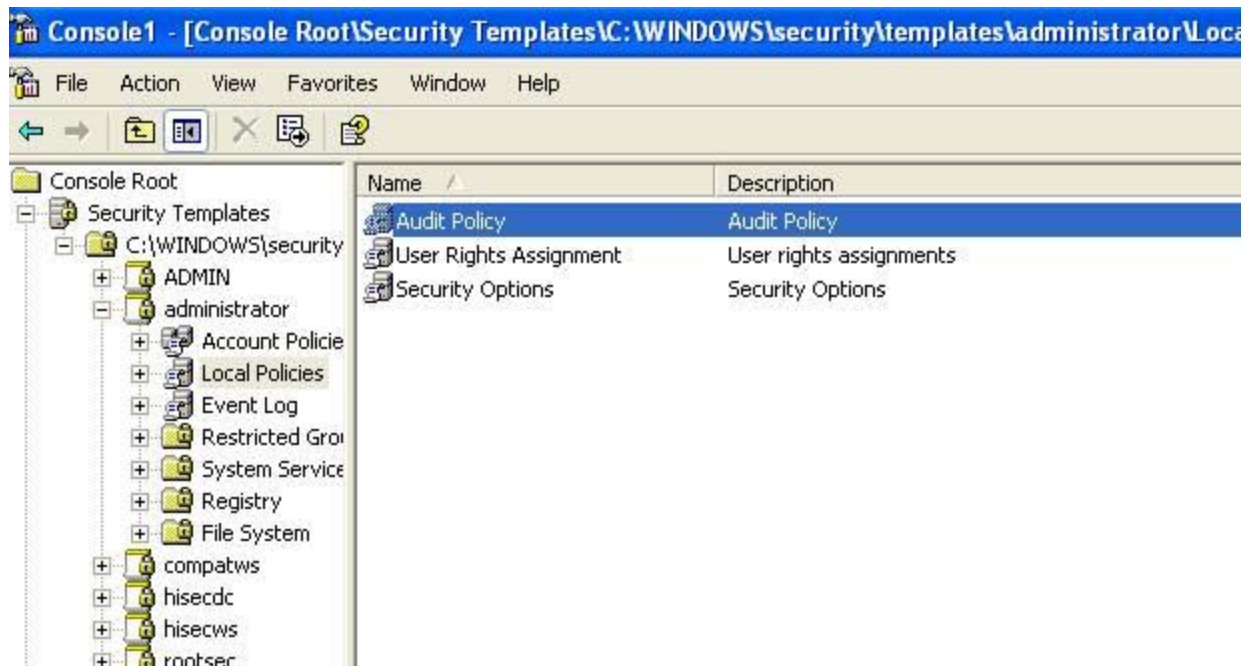 Console1 - [Console Root\Security Templates\C:\WINDOWS\security\templates\administrator\Loca
File Action View Favorites Window Help
Console Root
Security Templates
C:\WINDOWS\security
ADMIN
administrator
Account Policie
Local Policies
Event Log
Restricted Grou
System Service
Registry
File System
compatws
hisecdc
hisecws
rootsec
Name Description
Audit Policy Audit Policy
User Rights Assignment User rights assignments
Security Options Security Options